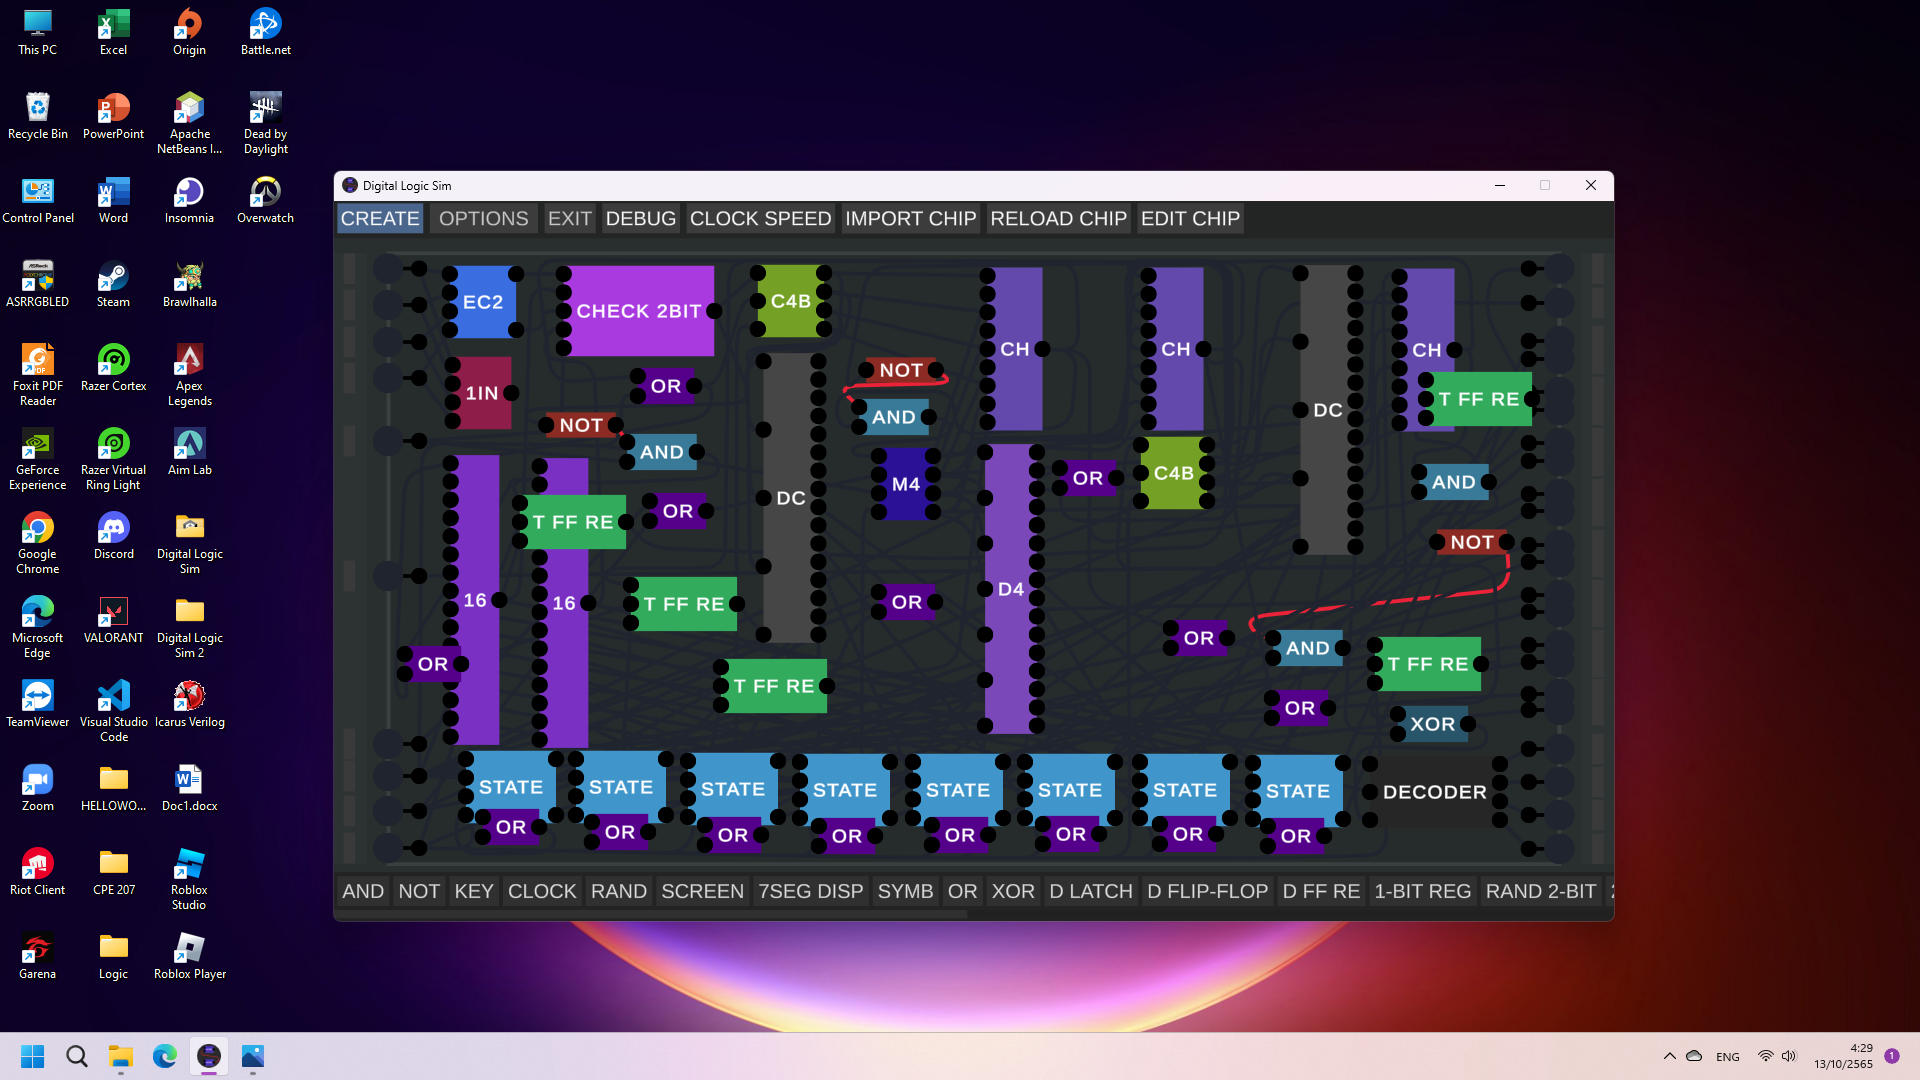 This PC
Excel
Origin
Battle.net
Recycle Bin
PowerPoint
Apache
NetBeans I...
Dead by
Daylight
Control Panel
Word
Insomnia
Overwatch
ASRRGBLED
Steam
Brawlhalla
Foxit PDF
Reader
Razer Cortex
Apex
Legends
GeForce
Experience
Razer Virtual
Ring Light
Aim Lab
Google
Chrome
Discord
Digital Logic
Sim
Microsoft
Edge
VALORANT
Digital Logic
Sim 2
TeamViewer
Visual Studio
Code
Icarus Verilog
Zoom
HELLOWO...
Doc1.docx
Riot Client
CPE 207
Roblox
Studio
Garena
Logic
Roblox Player
Digital Logic Sim
CREATE OPTIONS EXIT DEBUG CLOCK SPEED IMPORT CHIP RELOAD CHIP EDIT CHIP
EC2
CHECK 2BIT
C4B
CH
CH
CH
1IN
OR
NOT
T FF RE
NOT
AND
AND
DC
DC
M4
OR
C4B
AND
16
16
T FF RE
OR
NOT
T FF RE
OR
D4
OR
OR
AND
T FF RE
T FF RE
OR
XOR
STATE
STATE
STATE
STATE
STATE
STATE
STATE
STATE
DECODER
OR
OR
OR
OR
OR
OR
OR
OR
AND NOT KEY CLOCK RAND SCREEN 7SEG DISP SYMB OR XOR D LATCH D FLIP-FLOP D FF RE 1-BIT REG RAND 2-BIT
ENG
4:29
13/10/2565
1